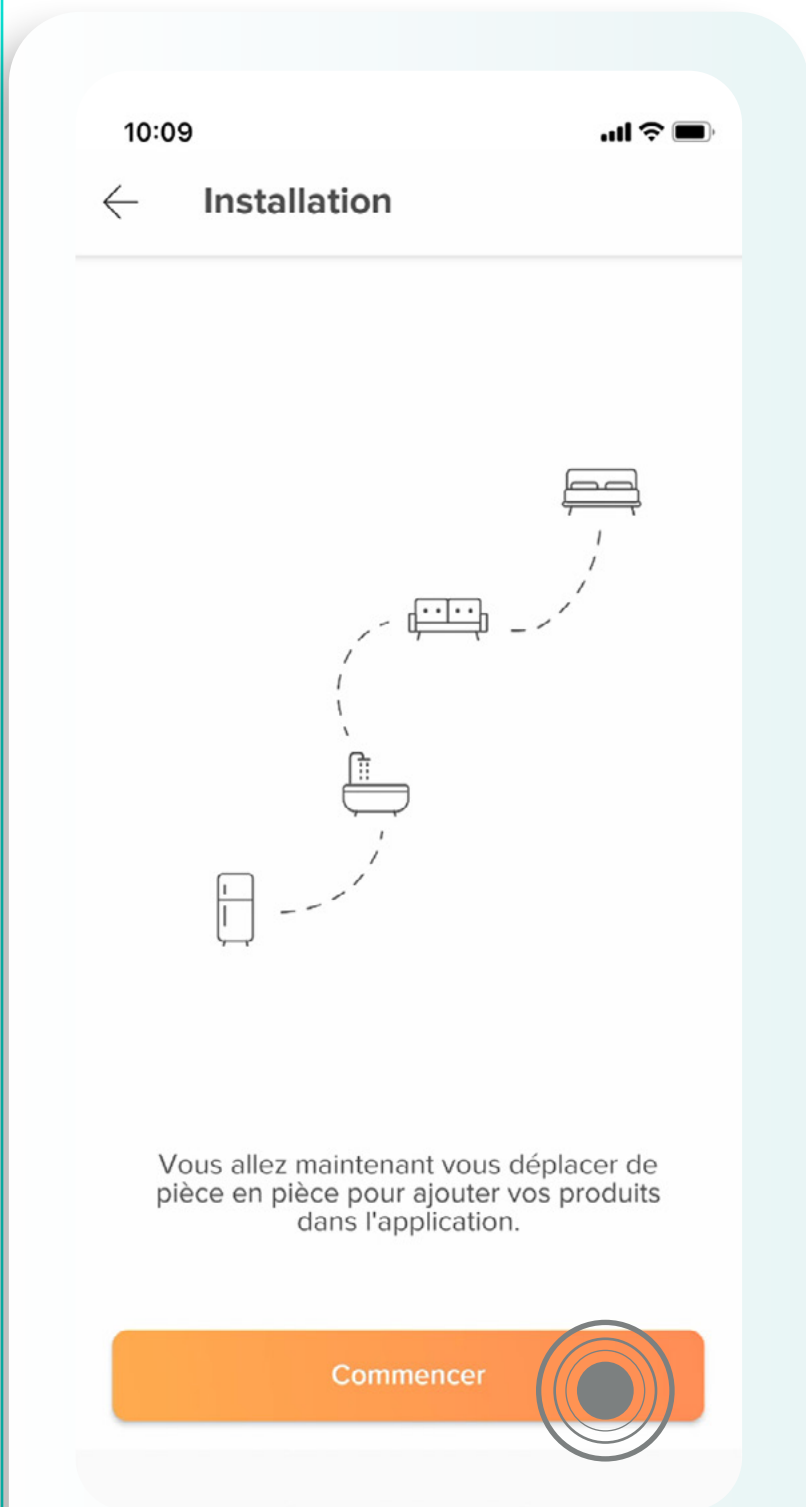 10:09
Installation
Vous allez maintenant vous déplacer de
pièce en pièce pour ajouter vos produits
dans l'application.
Commencer